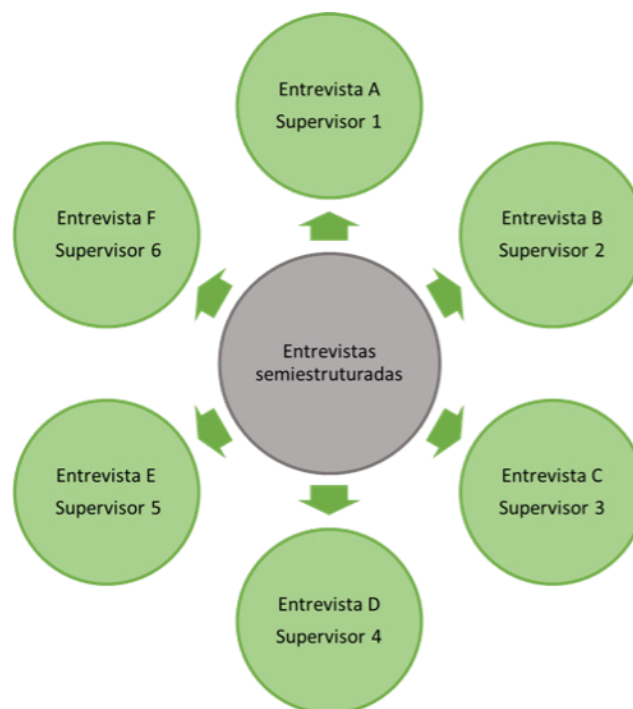 Entrevista A
Supervisor 1
Entrevista B
Supervisor 2
Entrevista C
Supervisor 3
Entrevista D
Supervisor 4
Entrevista E
Supervisor 5
Entrevista F
Supervisor 6
Entrevistas
semiestruturadas